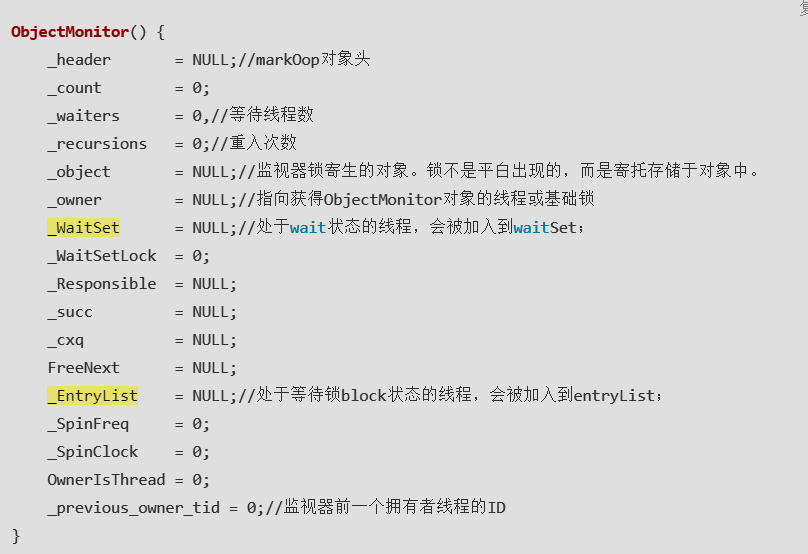 ObjectMonitor() {
    _header       = NULL;//markOop对象头
    _count        = 0;
    _waiters      = 0,//等待线程数
    _recursions   = 0;//重入次数
    _object       = NULL;//监视器锁寄生的对象。锁不是平白出现的，而是寄托存储于对象中。
    _owner        = NULL;//指向获得ObjectMonitor对象的线程或基础锁
    _WaitSet      = NULL;//处于wait状态的线程，会被加入到waitSet；
    _WaitSetLock  = 0;
    _Responsible  = NULL;
    _succ         = NULL;
    _cxq          = NULL;
    FreeNext      = NULL;
    _EntryList    = NULL;//处于等待锁block状态的线程，会被加入到entryList；
    _SpinFreq     = 0;
    _SpinClock    = 0;
    OwnerIsThread = 0;
    _previous_owner_tid = 0;//监视器前一个拥有者线程的ID
}